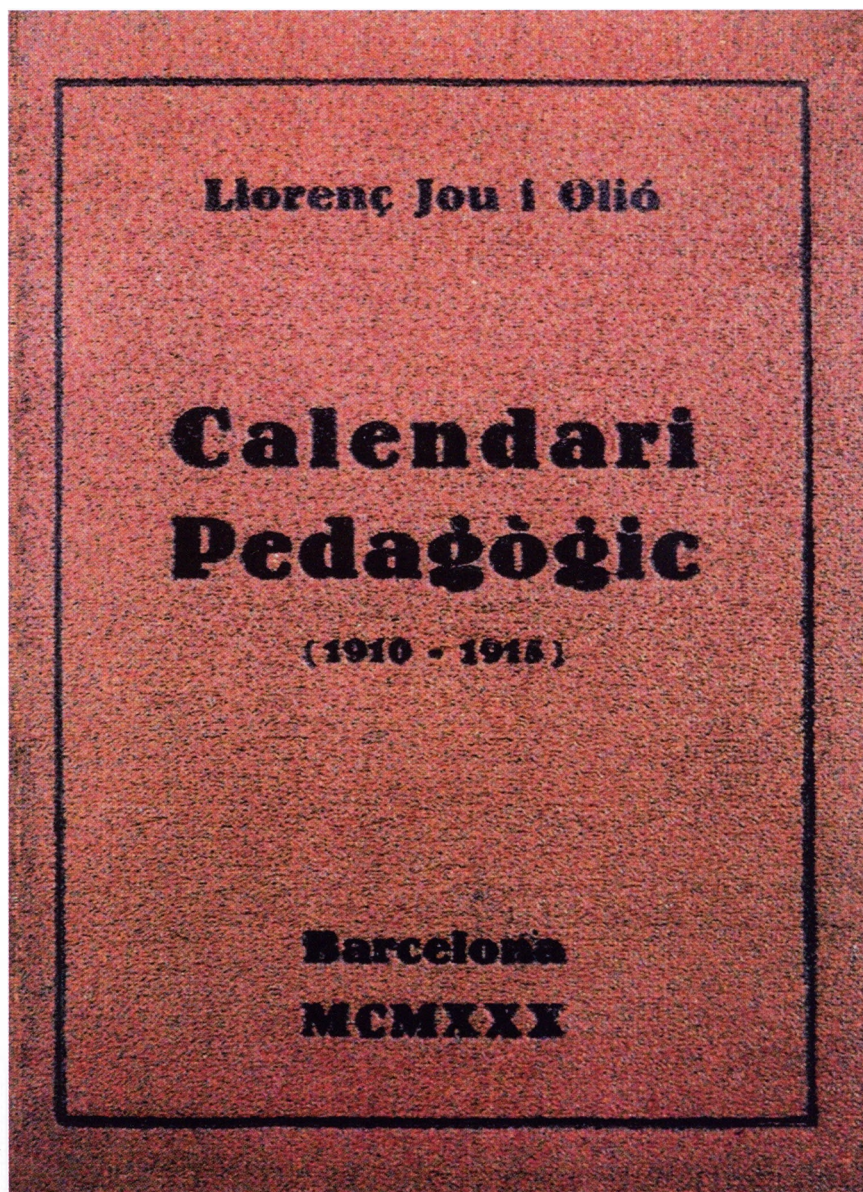 Llorenç Jou i Olió
Calendari
Pedagògic
(1910 - 1915)
Barcelona
MCMXXX